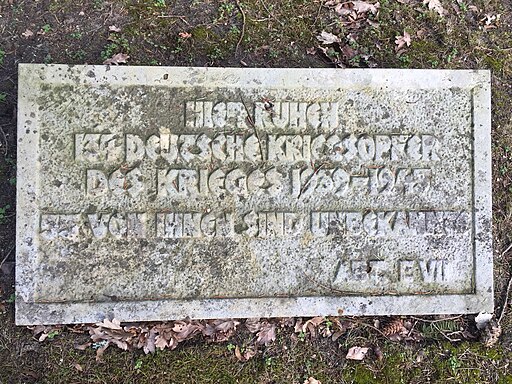 HIER RUHEN
DEUTSCHE KRIEGSOPFER
DES KRIEGES 1939-1945
VON IHNEN SIND UNBEKANNT
ABT. E VII